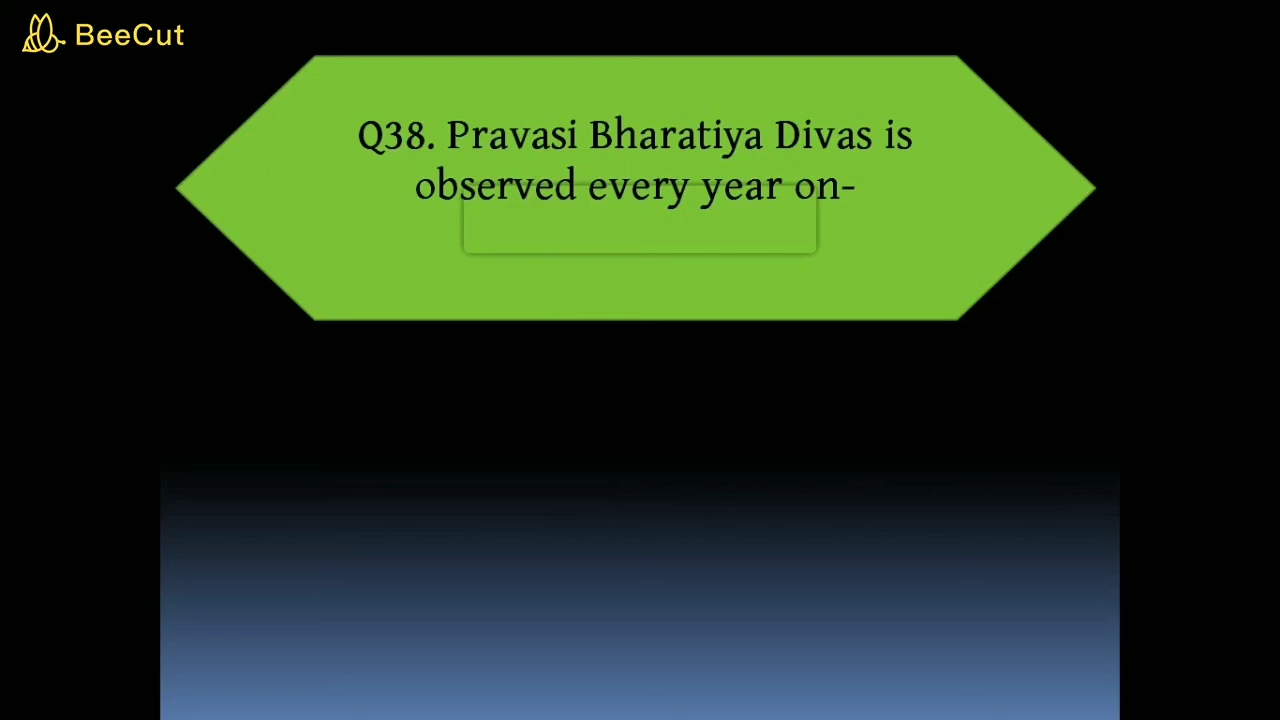 BeeCut
Q38. Pravasi Bharatiya Divas is
observed every year on-